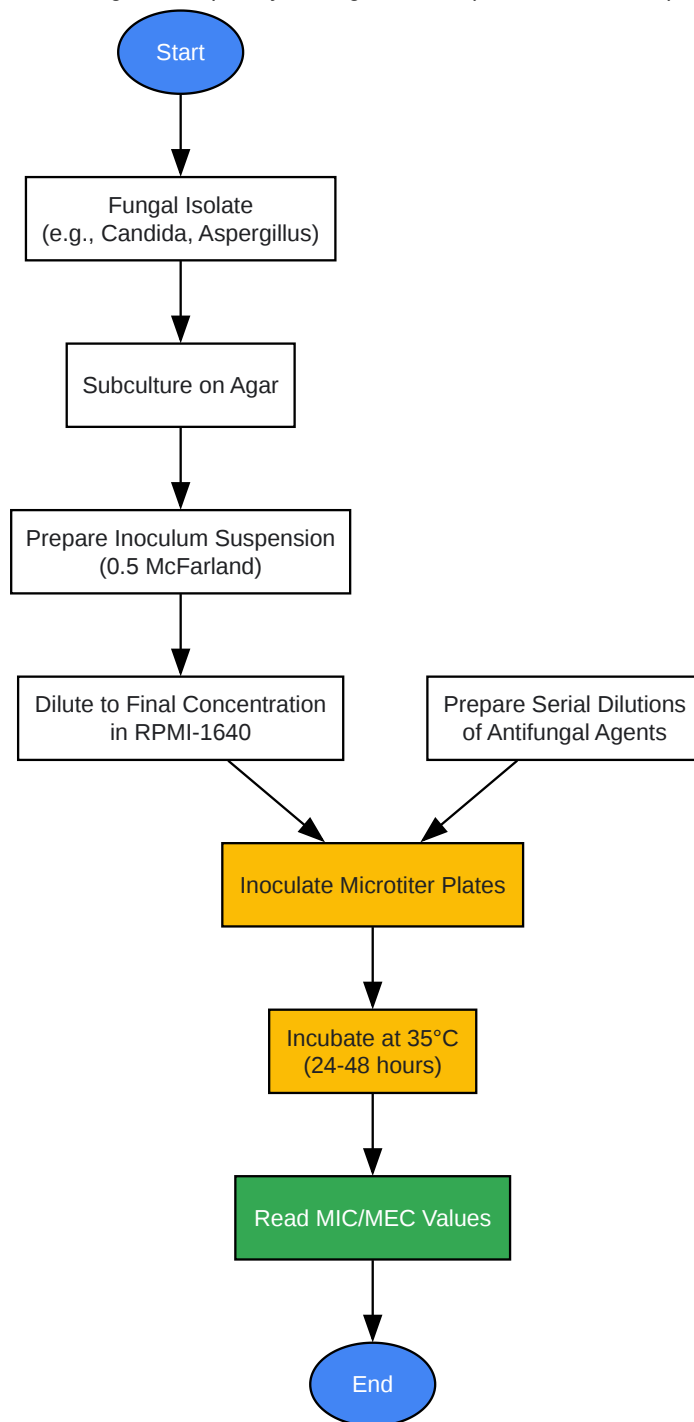 Start
Fungal Isolate
(e.g., Candida, Aspergillus)
Subculture on Agar
Prepare Inoculum Suspension
(0.5 McFarland)
Dilute to Final Concentration
in RPMI-1640
Prepare Serial Dilutions
of Antifungal Agents
Inoculate Microtiter Plates
Incubate at 35°C
(24-48 hours)
Read MIC/MEC Values
End